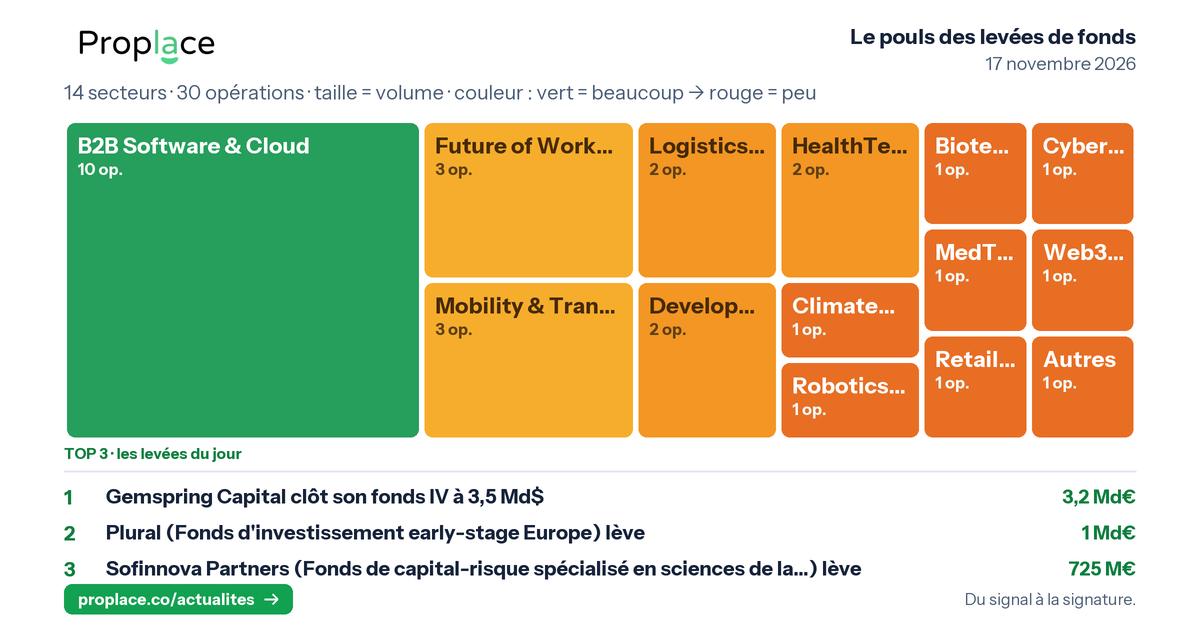 Proplace
Le pouls des levées de fonds
17 novembre 2026
14 secteurs · 30 opérations · taille = volume · couleur : vert = beaucoup → rouge = peu
B2B Software & Cloud
10 op.
Future of Work...
3 op.
Mobility & Tran...
3 op.
Logistics...
2 op.
Develop...
2 op.
HealthTe...
2 op.
Climate...
1 op.
Robotics...
1 op.
Biote...
1 op.
Cyber...
1 op.
MedT...
1 op.
Web3...
1 op.
Retail...
1 op.
Autres
1 op.
TOP 3 · les levées du jour
1 Gemspring Capital clôt son fonds IV à 3,5 Md$ 3,2 Md€
2 Plural (Fonds d'investissement early-stage Europe) lève 1 Md€
3 Sofinnova Partners (Fonds de capital-risque spécialisé en sciences de la...) lève 725 M€
proplace.co/actualites →
Du signal à la signature.